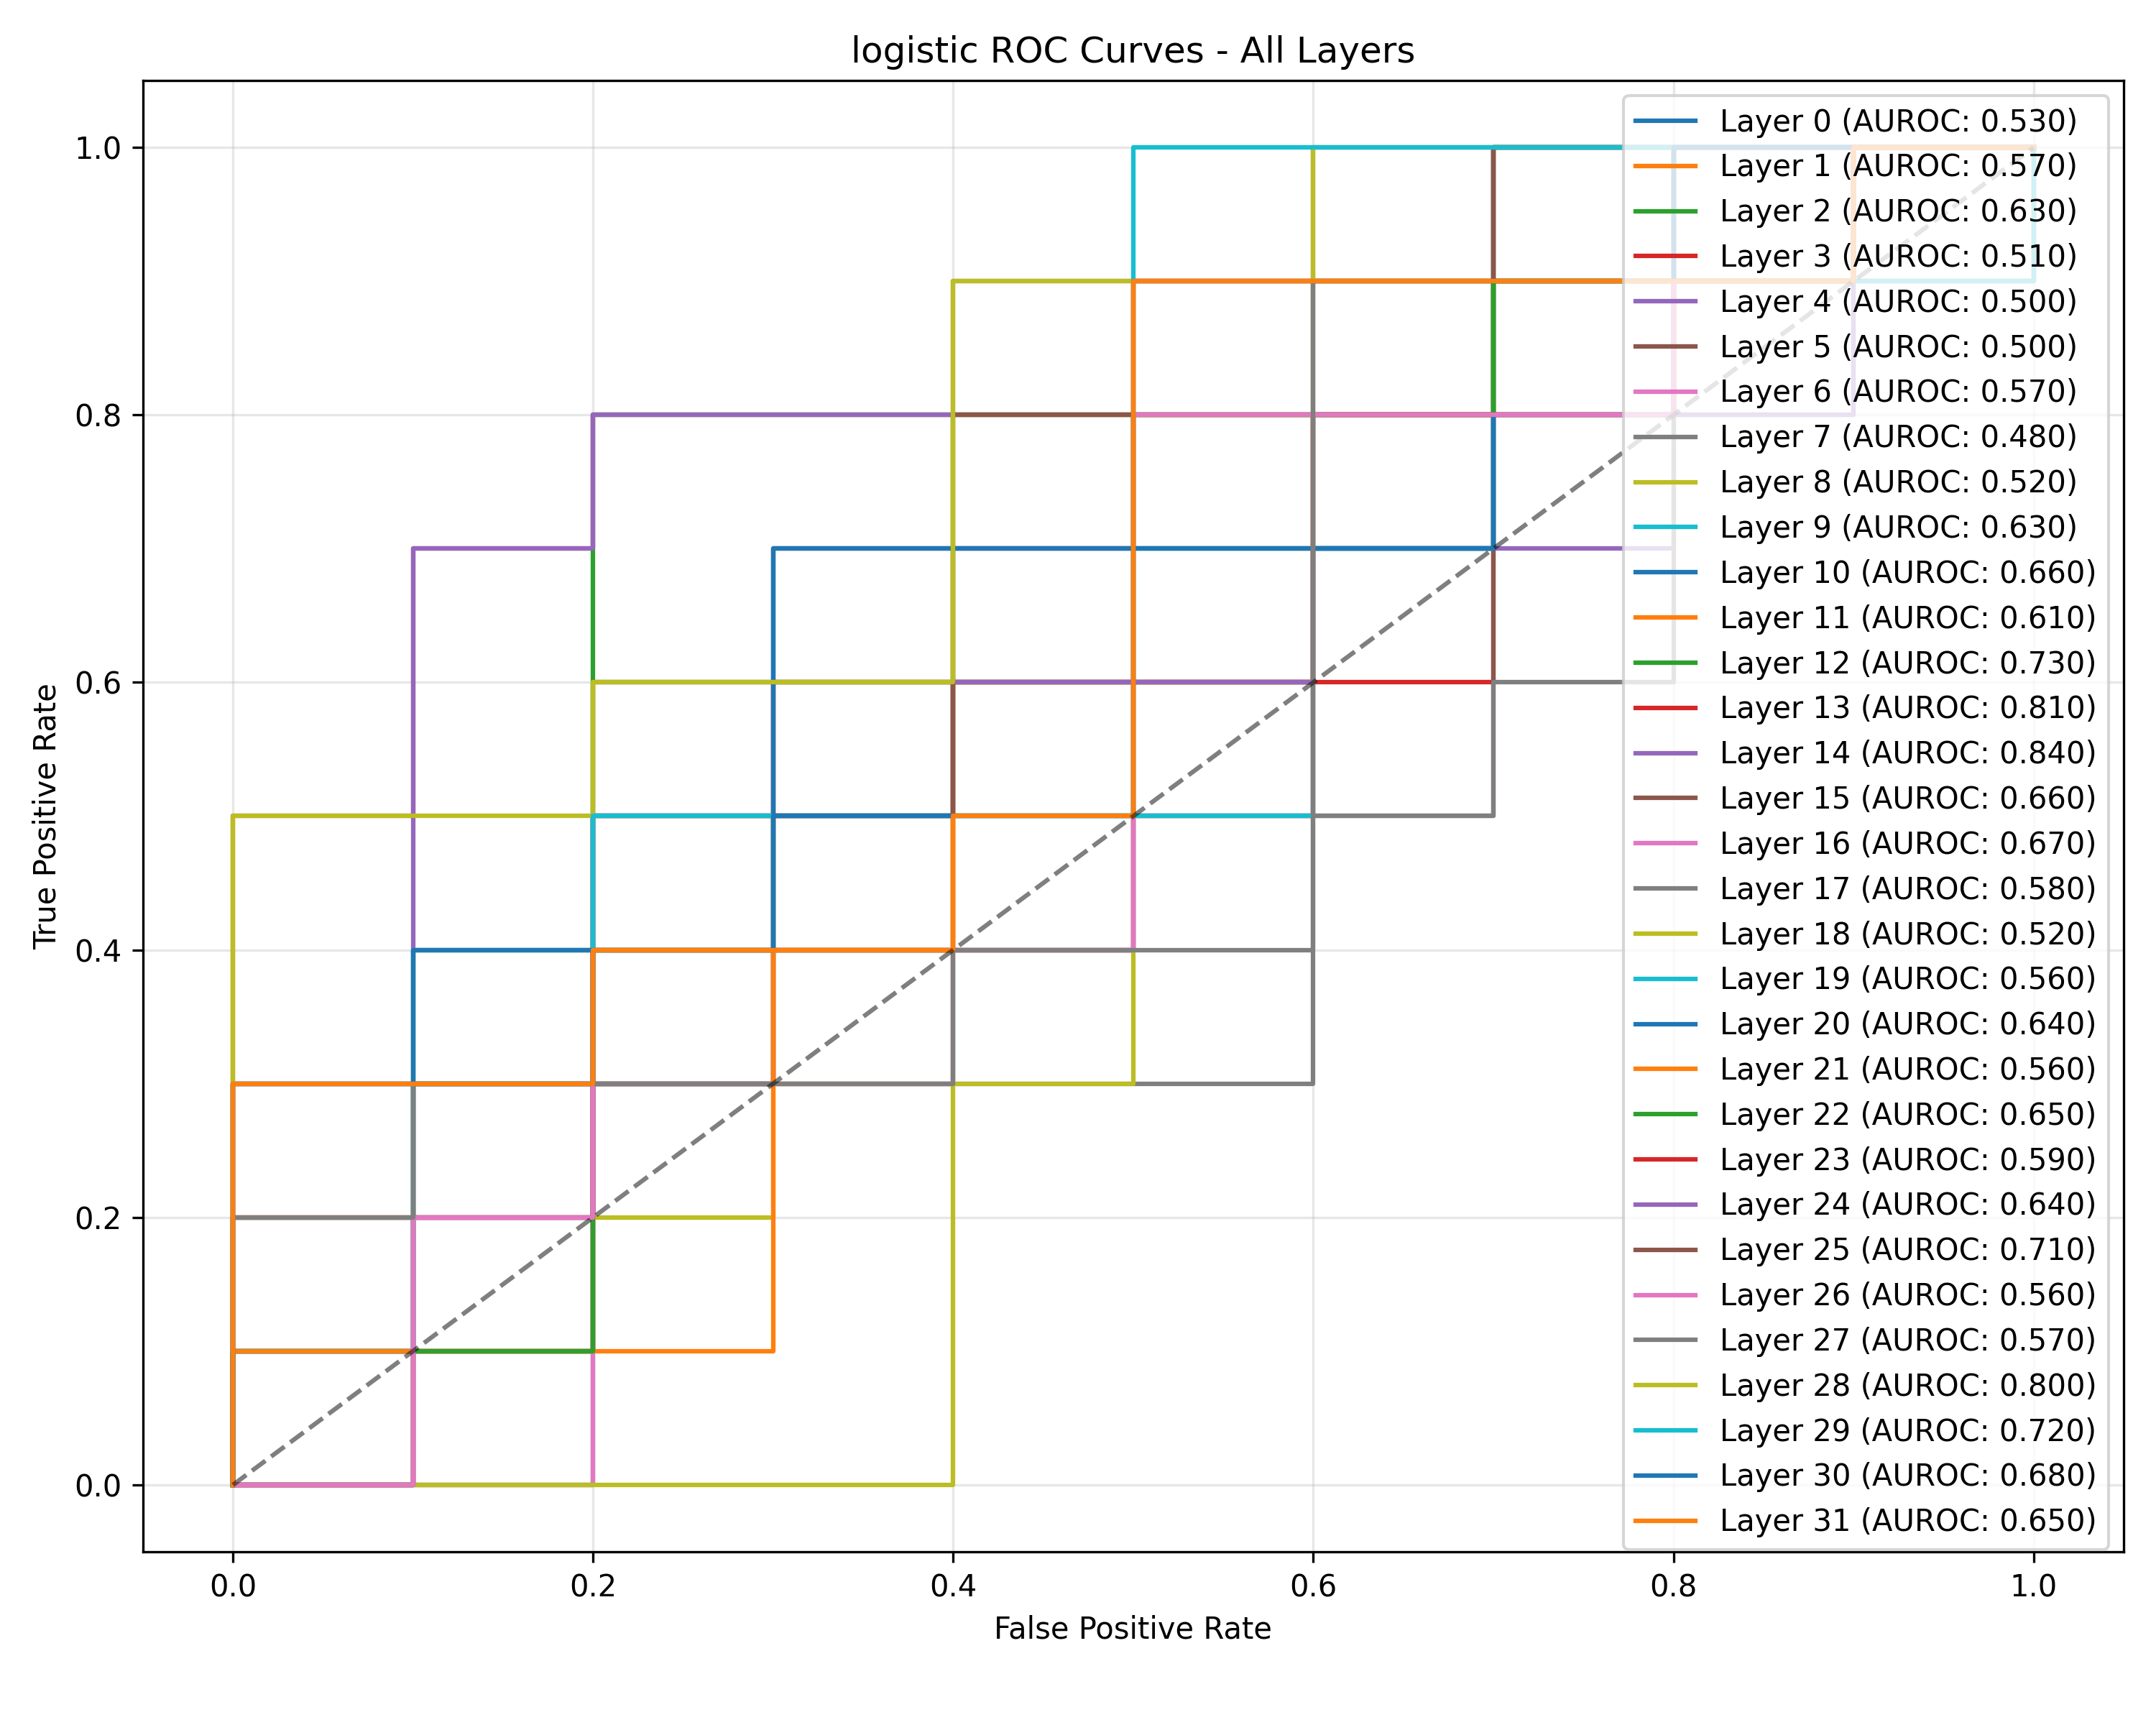 logistic ROC Curves - All Layers
True Positive Rate
1.0
0.8
0.6
0.4
0.2
0.0
0.0
0.2
0.4
0.6
0.8
1.0
False Positive Rate
Layer 0 (AUROC: 0.530)
Layer 1 (AUROC: 0.570)
Layer 2 (AUROC: 0.630)
Layer 3 (AUROC: 0.510)
Layer 4 (AUROC: 0.500)
Layer 5 (AUROC: 0.500)
Layer 6 (AUROC: 0.570)
Layer 7 (AUROC: 0.480)
Layer 8 (AUROC: 0.520)
Layer 9 (AUROC: 0.630)
Layer 10 (AUROC: 0.660)
Layer 11 (AUROC: 0.610)
Layer 12 (AUROC: 0.730)
Layer 13 (AUROC: 0.810)
Layer 14 (AUROC: 0.840)
Layer 15 (AUROC: 0.660)
Layer 16 (AUROC: 0.670)
Layer 17 (AUROC: 0.580)
Layer 18 (AUROC: 0.520)
Layer 19 (AUROC: 0.560)
Layer 20 (AUROC: 0.640)
Layer 21 (AUROC: 0.560)
Layer 22 (AUROC: 0.650)
Layer 23 (AUROC: 0.590)
Layer 24 (AUROC: 0.640)
Layer 25 (AUROC: 0.710)
Layer 26 (AUROC: 0.560)
Layer 27 (AUROC: 0.570)
Layer 28 (AUROC: 0.800)
Layer 29 (AUROC: 0.720)
Layer 30 (AUROC: 0.680)
Layer 31 (AUROC: 0.650)